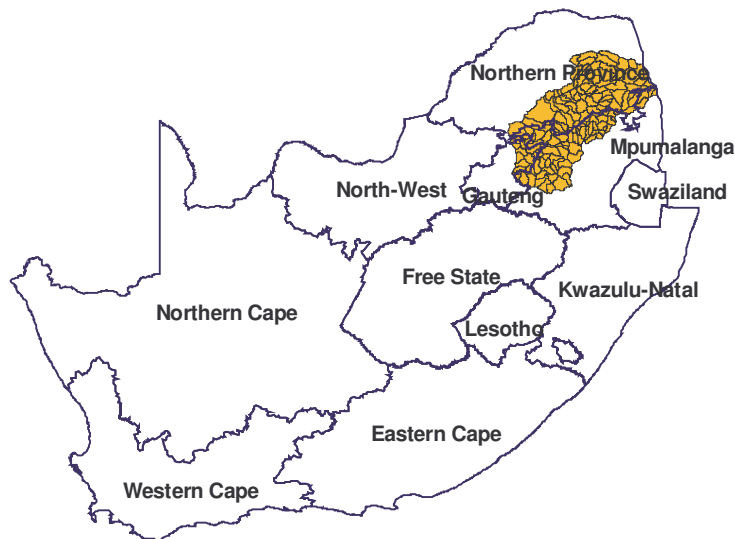 Northern Province
Mpumalanga
North-West
Gauteng
Swaziland
Free State
Kwazulu-Natal
Northern Cape
Lesotho
Eastern Cape
Western Cape